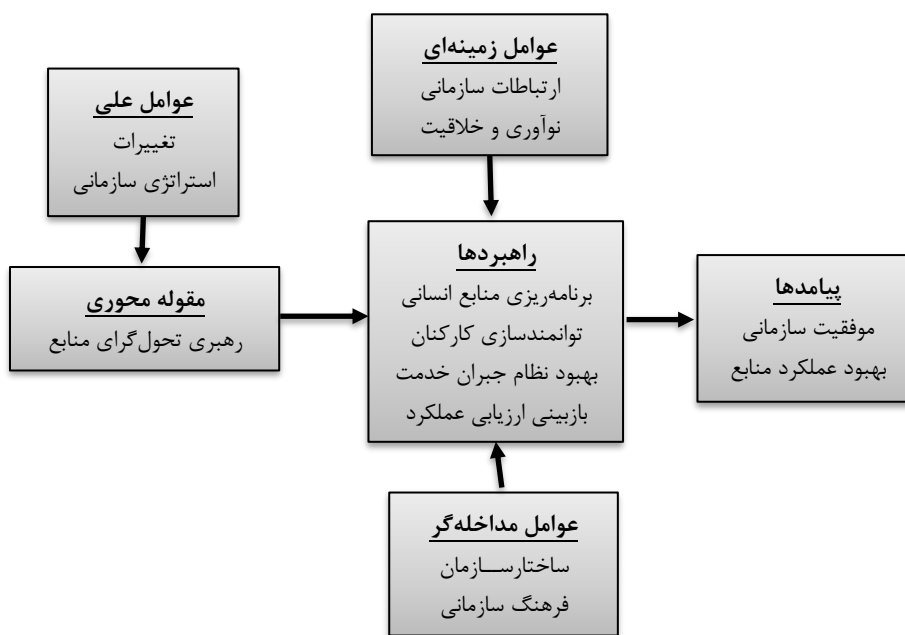 عوامل زمینه‌ای
ارتباطات سازمانی
نوآوری و خلاقیت
عوامل علی
تغییرات
استراتژی سازمانی
راهبردها
برنامه‌ریزی منابع انسانی
توانمندسازی کارکنان
بهبود نظام جبران خدمت
بازبینی ارزیابی عملکرد
مقوله محوری
رهبری تحول‌گرای منابع
پیامدها
موفقیت سازمانی
بهبود عملکرد منابع
عوامل مداخله‌گر
ساختارسازمان
فرهنگ سازمانی